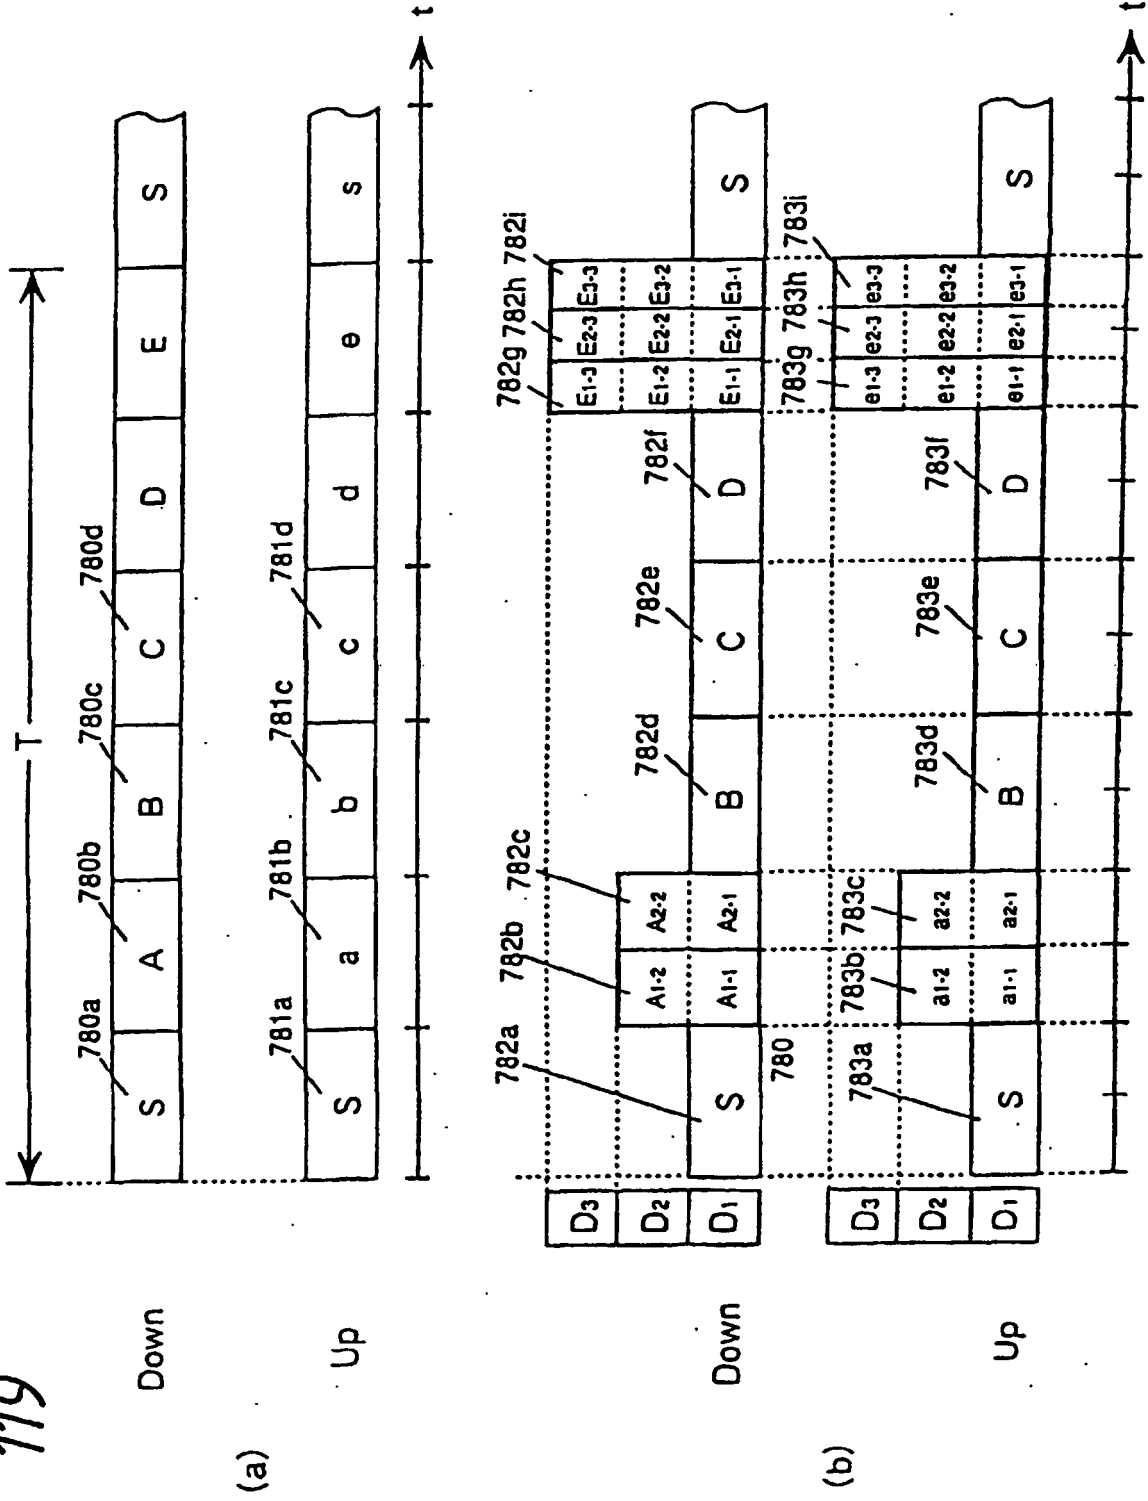 119
(a)
T
780a 780b 780c 780d
Down S A B C D E S
781a 781b 781c 781d
Up S a b c d e s
t
(b)
782a 782b 782c 782d 782e 782f 782g 782h 782i
D3 E1-3 E2-3 E3-3
D2 A1-2 A2-2 E1-2 E2-2 E3-2
Down D1 S A1-1 A2-1 B C D E1-1 E2-1 E3-1 S
780
783a 783b 783c 783d 783e 783f 783g 783h 783i
D3 e1-3 e2-3 e3-3
D2 a1-2 a2-2 e1-2 e2-2 e3-2
Up D1 S a1-1 a2-1 B C D e1-1 e2-1 e3-1 S
t